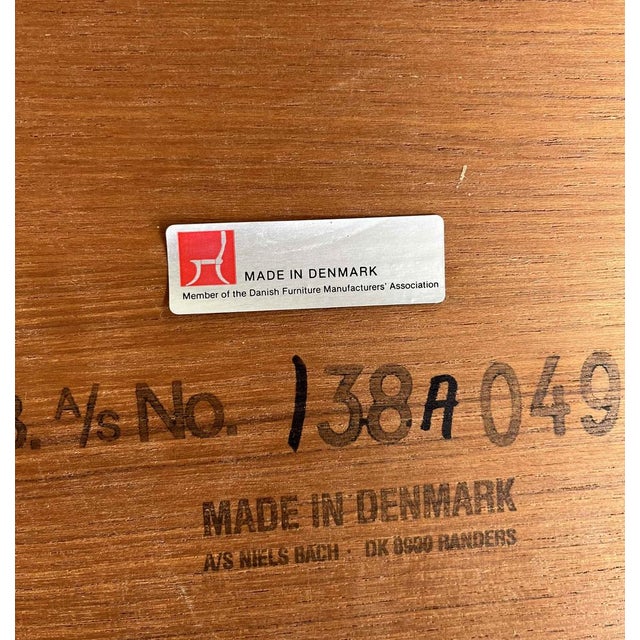 MADE IN DENMARK
Member of the Danish Furniture Manufacturers' Association
B. A/S No. 138A049
MADE IN DENMARK
A/S NIELS BACH · DK 8900 RANDERS